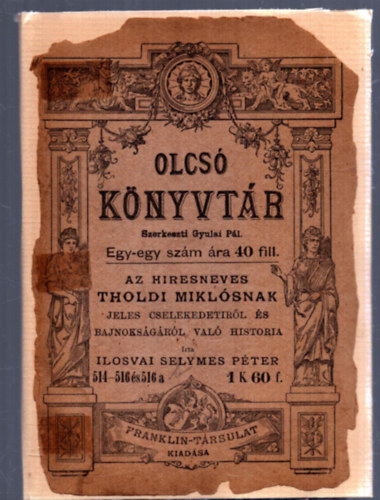 OLCSÓ
KÖNYVTÁR
Szerkeszti Gyulai Pál.
Egy-egy szám ára 40 fill.
AZ HIRESNEVES
THOLDI MIKLÓSNAK
JELES CSELEKEDETIRŐL ÉS
BAJNOKSÁGÁRÓL VALÓ HISTORIA
Irta
ILOSVAI SELYMES PÉTER
514–516 és 516 a 1 K 60 f.
FRANKLIN-TÁRSULAT
KIADÁSA